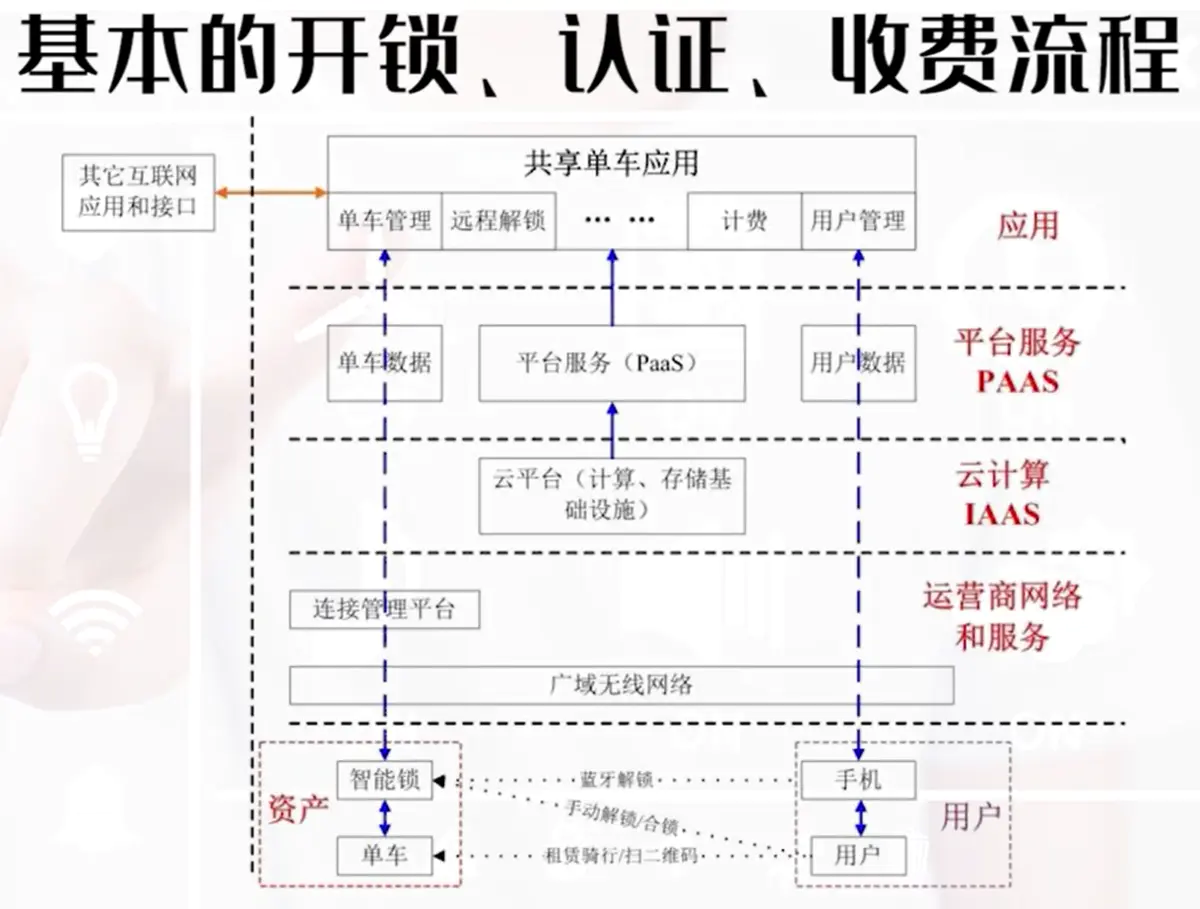 基本的开锁、认证、收费流程
其它互联网
应用和接口
共享单车应用
单车管理
远程解锁
... ...
计费
用户管理
应用
单车数据
平台服务（PaaS）
用户数据
平台服务
PAAS
云平台（计算、存储基
础设施）
云计算
IAAS
连接管理平台
运营商网络
和服务
广域无线网络
资产
智能锁
蓝牙解锁
手机
手动解锁/合锁
用户
单车
租赁骑行/扫二维码
用户